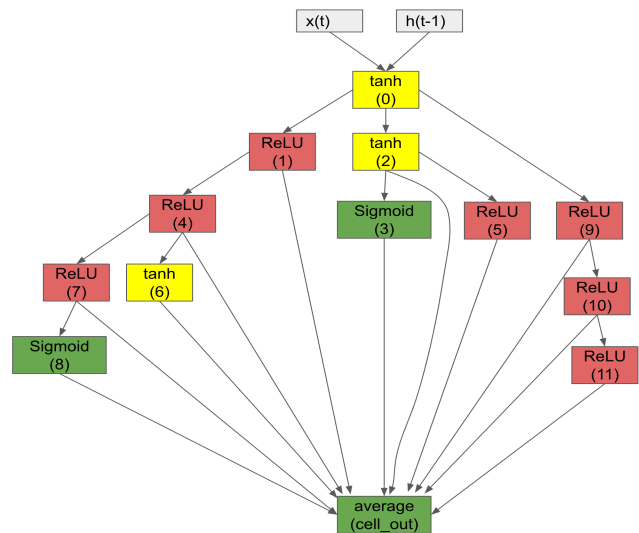 x(t)
h(t-1)
tanh
(0)
ReLU
(1)
tanh
(2)
ReLU
(4)
Sigmoid
(3)
ReLU
(5)
ReLU
(9)
ReLU
(7)
tanh
(6)
ReLU
(10)
Sigmoid
(8)
ReLU
(11)
average
(cell_out)